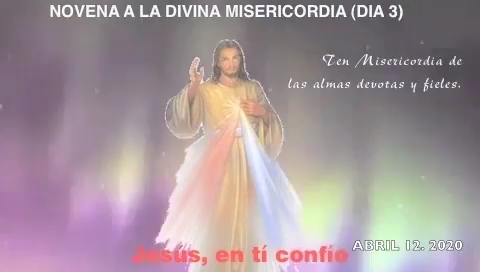 NOVENA A LA DIVINA MISERICORDIA (DIA 3)
Ten Misericordia de
las almas devotas y fieles.
Jesús, en tí confío
ABRIL 12. 2020